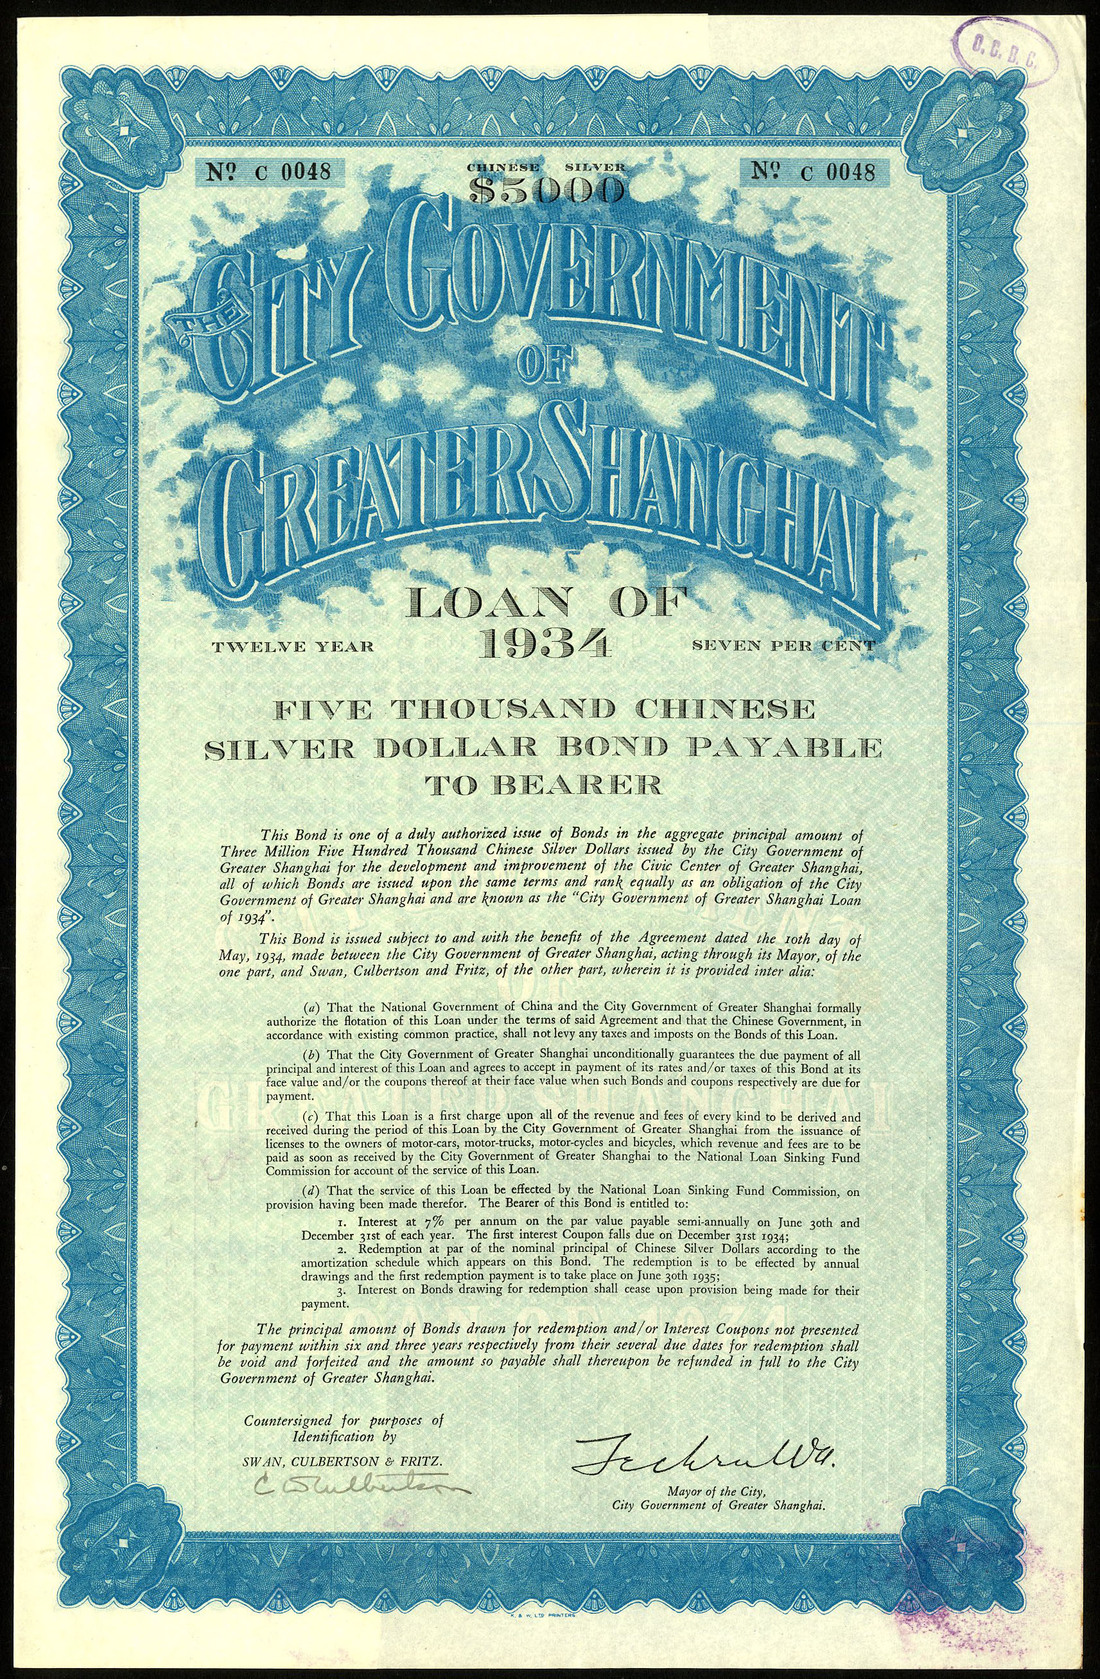 O. C. B. C.
Nº C 0048
CHINESE SILVER
$5000
Nº C 0048
THE CITY GOVERNMENT
OF
GREATER SHANGHAI
LOAN OF
1934
TWELVE YEAR
SEVEN PER CENT
FIVE THOUSAND CHINESE
SILVER DOLLAR BOND PAYABLE
TO BEARER
This Bond is one of a duly authorized issue of Bonds in the aggregate principal amount of
Three Million Five Hundred Thousand Chinese Silver Dollars issued by the City Government of
Greater Shanghai for the development and improvement of the Civic Center of Greater Shanghai,
all of which Bonds are issued upon the same terms and rank equally as an obligation of the City
Government of Greater Shanghai and are known as the "City Government of Greater Shanghai Loan
of 1934".
This Bond is issued subject to and with the benefit of the Agreement dated the 10th day of
May, 1934, made between the City Government of Greater Shanghai, acting through its Mayor, of the
one part, and Swan, Culbertson and Fritz, of the other part, wherein it is provided inter alia:
(a) That the National Government of China and the City Government of Greater Shanghai formally
authorize the flotation of this Loan under the terms of said Agreement and that the Chinese Government, in
accordance with existing common practice, shall not levy any taxes and imposts on the Bonds of this Loan.
(b) That the City Government of Greater Shanghai unconditionally guarantees the due payment of all
principal and interest of this Loan and agrees to accept in payment of its rates and/or taxes of this Bond at its
face value and/or the coupons thereof at their face value when such Bonds and coupons respectively are due for
payment.
(c) That this Loan is a first charge upon all of the revenue and fees of every kind to be derived and
received during the period of this Loan by the City Government of Greater Shanghai from the issuance of
licenses to the owners of motor-cars, motor-trucks, motor-cycles and bicycles, which revenue and fees are to be
paid as soon as received by the City Government of Greater Shanghai to the National Loan Sinking Fund
Commission for account of the service of this Loan.
(d) That the service of this Loan be effected by the National Loan Sinking Fund Commission, on
provision having been made therefor. The Bearer of this Bond is entitled to:
1. Interest at 7% per annum on the par value payable semi-annually on June 30th and
December 31st of each year. The first interest Coupon falls due on December 31st 1934;
2. Redemption at par of the nominal principal of Chinese Silver Dollars according to the
amortization schedule which appears on this Bond. The redemption is to be effected by annual
drawings and the first redemption payment is to take place on June 30th 1935;
3. Interest on Bonds drawing for redemption shall cease upon provision being made for their
payment.
The principal amount of Bonds drawn for redemption and/or Interest Coupons not presented
for payment within six and three years respectively from their several due dates for redemption shall
be void and forfeited and the amount so payable shall thereupon be refunded in full to the City
Government of Greater Shanghai.
Countersigned for purposes of
Identification by
SWAN, CULBERTSON & FRITZ.
C S Culbertson
Mayor of the City,
City Government of Greater Shanghai.
K. & W. LTD PRINTERS